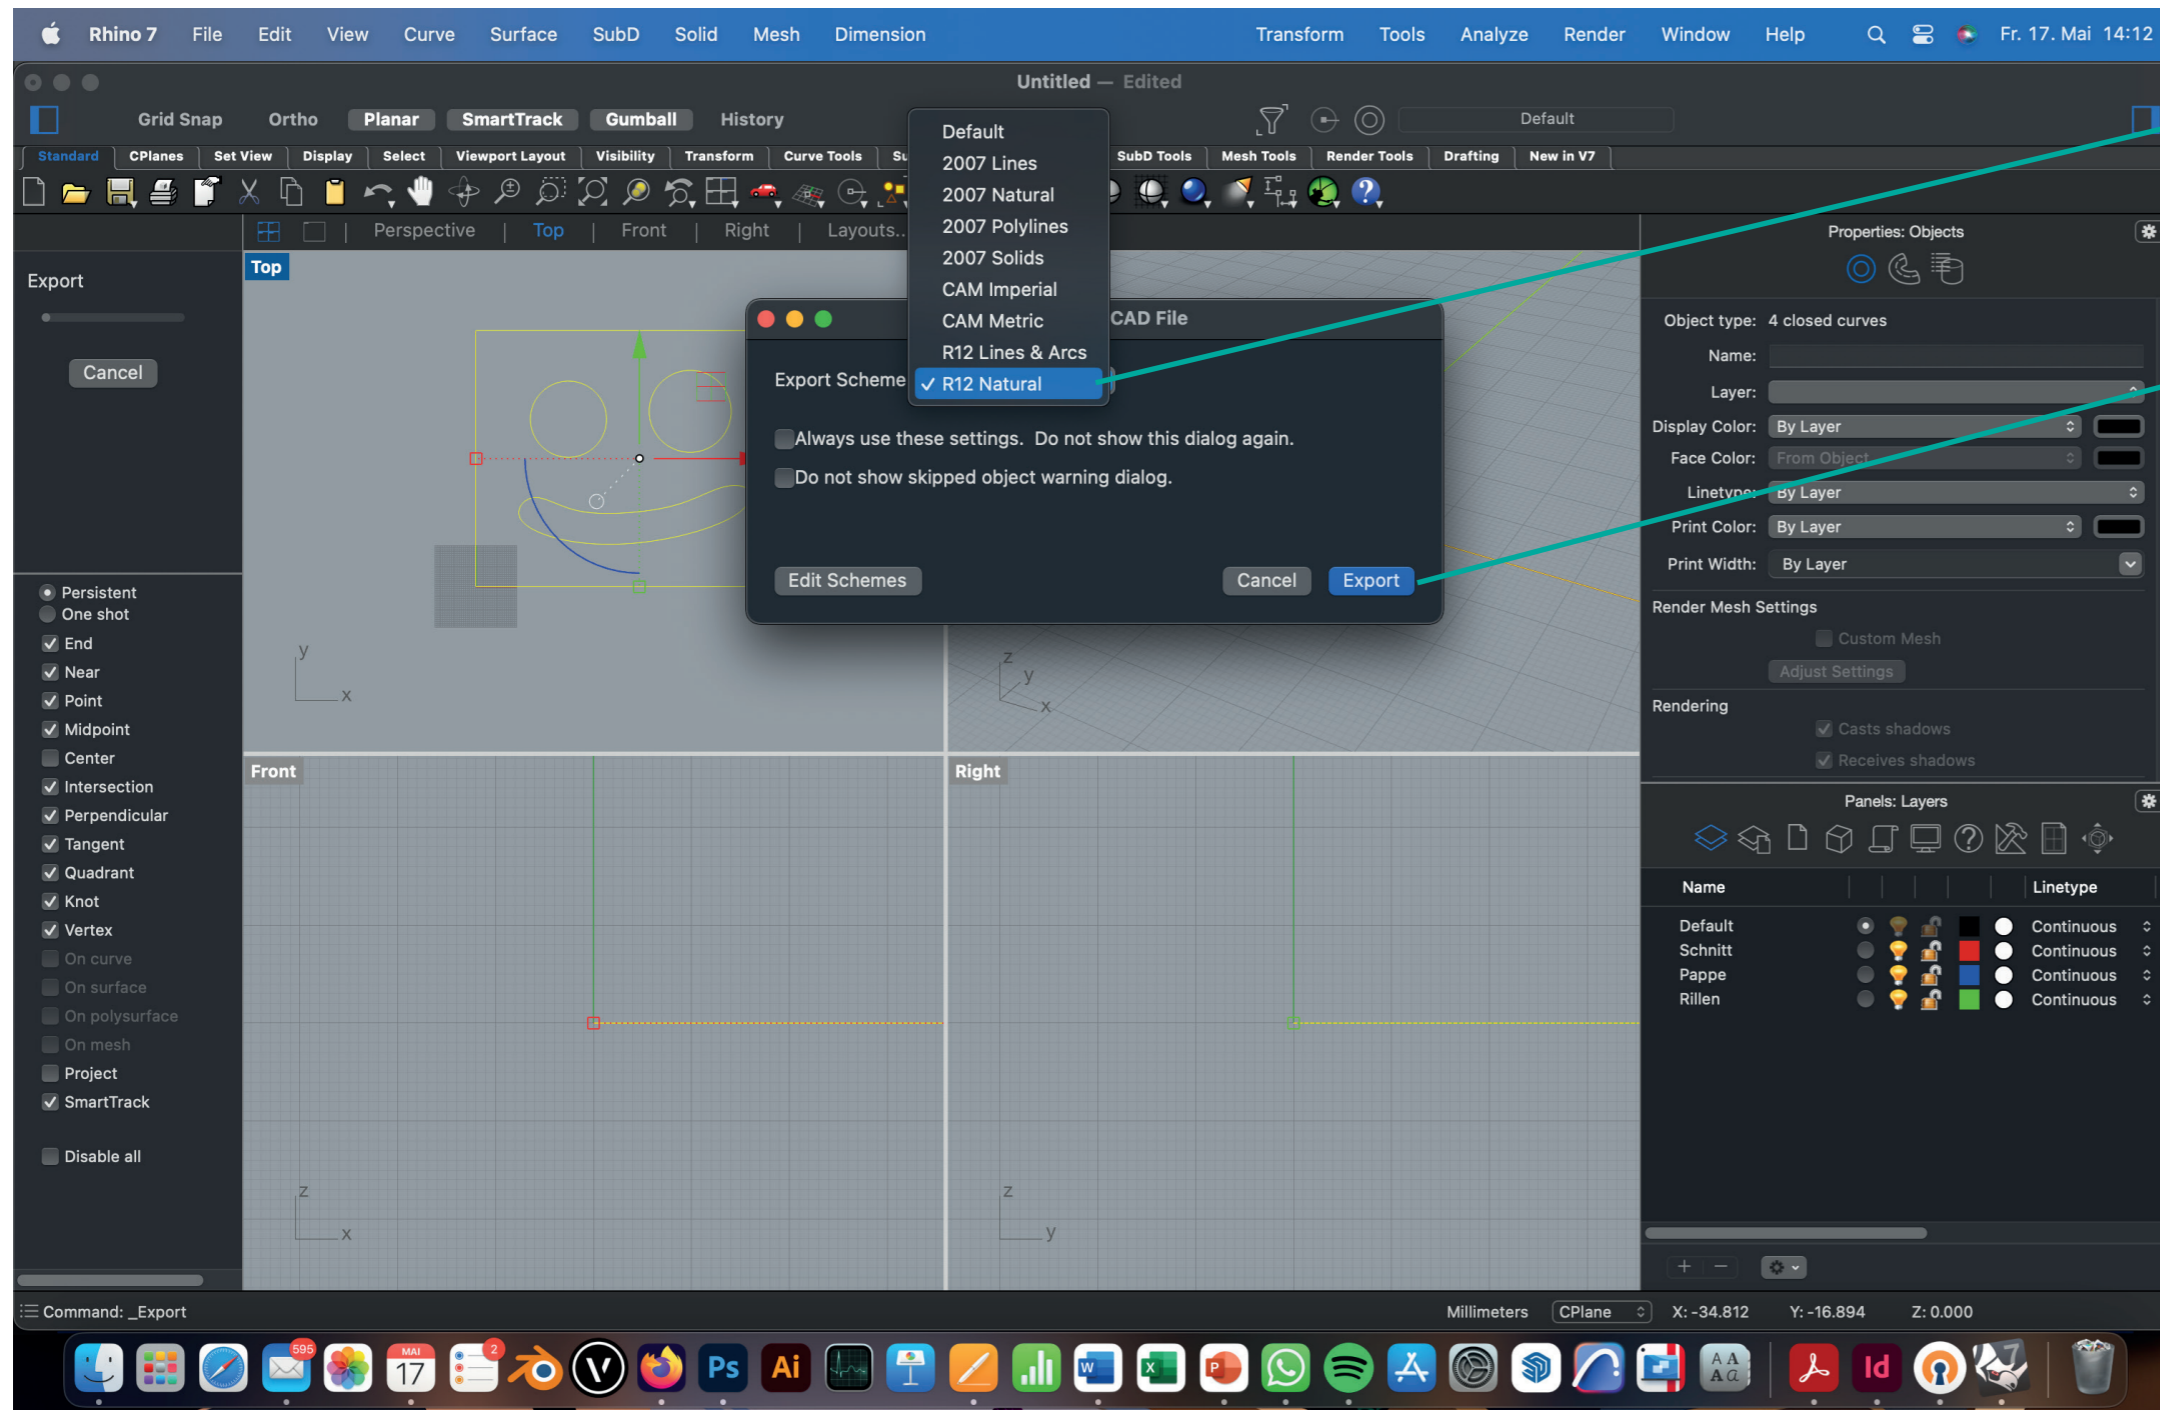 Rhino 7 File Edit View Curve Surface SubD Solid Mesh Dimension Transform Tools Analyze Render Window Help Fr. 17. Mai 14:12
Untitled — Edited
Grid Snap Ortho Planar SmartTrack Gumball History Default
Standard CPlanes Set View Display Select Viewport Layout Visibility Transform Curve Tools Su SubD Tools Mesh Tools Render Tools Drafting New in V7
Perspective | Top | Front | Right | Layouts..
Default
2007 Lines
2007 Natural
2007 Polylines
2007 Solids
CAM Imperial
CAM Metric
R12 Lines & Arcs
✓ R12 Natural
Export
Cancel
Top
CAD File
Export Scheme
Always use these settings. Do not show this dialog again.
Do not show skipped object warning dialog.
Edit Schemes Cancel Export
y
x
z
y
x
Persistent
One shot
End
Near
Point
Midpoint
Center
Intersection
Perpendicular
Tangent
Quadrant
Knot
Vertex
On curve
On surface
On polysurface
On mesh
Project
SmartTrack
Disable all
Front
z
x
Right
z
y
Properties: Objects
Object type: 4 closed curves
Name:
Layer:
Display Color: By Layer
Face Color: From Object
Linetype: By Layer
Print Color: By Layer
Print Width: By Layer
Render Mesh Settings
Custom Mesh
Adjust Settings
Rendering
Casts shadows
Receives shadows
Panels: Layers
Name Linetype
Default Continuous
Schnitt Continuous
Pappe Continuous
Rillen Continuous
Command: _Export Millimeters CPlane X: -34.812 Y: -16.894 Z: 0.000
595 MAI 17 2 Ps Ai W X P A A A a Id 7